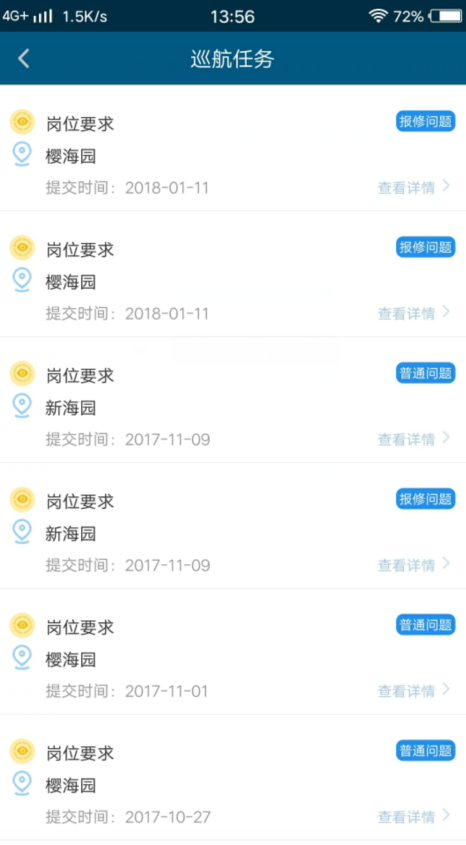 4G+ 1.5K/s 13:56 72%
巡航任务
岗位要求 报修问题
樱海园
提交时间：2018-01-11 查看详情
岗位要求 报修问题
樱海园
提交时间：2018-01-11 查看详情
岗位要求 普通问题
新海园
提交时间：2017-11-09 查看详情
岗位要求 报修问题
新海园
提交时间：2017-11-09 查看详情
岗位要求 普通问题
樱海园
提交时间：2017-11-01 查看详情
岗位要求 普通问题
樱海园
提交时间：2017-10-27 查看详情